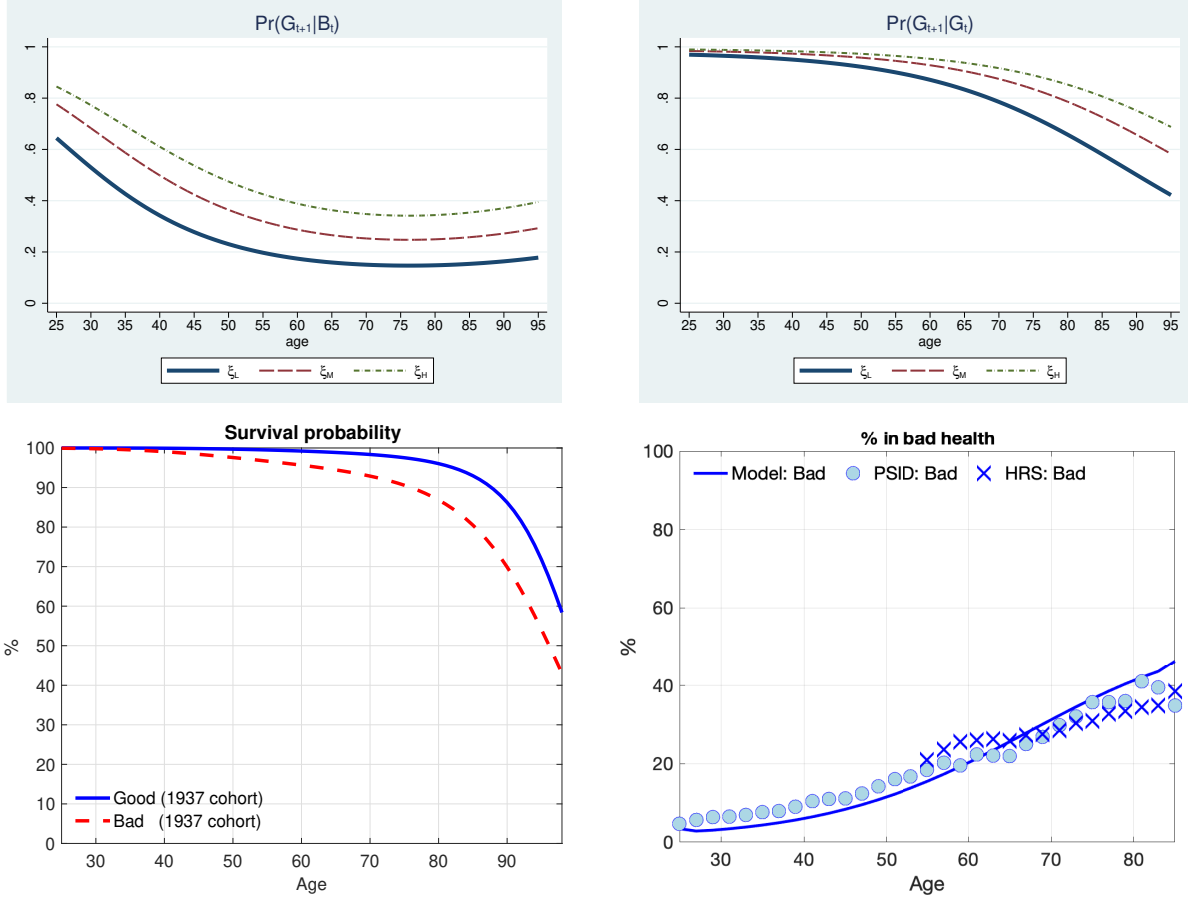 Pr(Gₜ₊₁|Bₜ)
1
.8
.6
.4
.2
0
25 30 35 40 45 50 55 60 65 70 75 80 85 90 95
age
ξL ξM ξH
Pr(Gₜ₊₁|Gₜ)
1
.8
.6
.4
.2
0
25 30 35 40 45 50 55 60 65 70 75 80 85 90 95
age
ξL ξM ξH
Survival probability
100
90
80
70
60
50
40
30
20
10
0
%
Good (1937 cohort)
Bad (1937 cohort)
30 40 50 60 70 80 90
Age
% in bad health
Model: Bad PSID: Bad HRS: Bad
100
80
60
40
20
0
%
30 40 50 60 70 80
Age